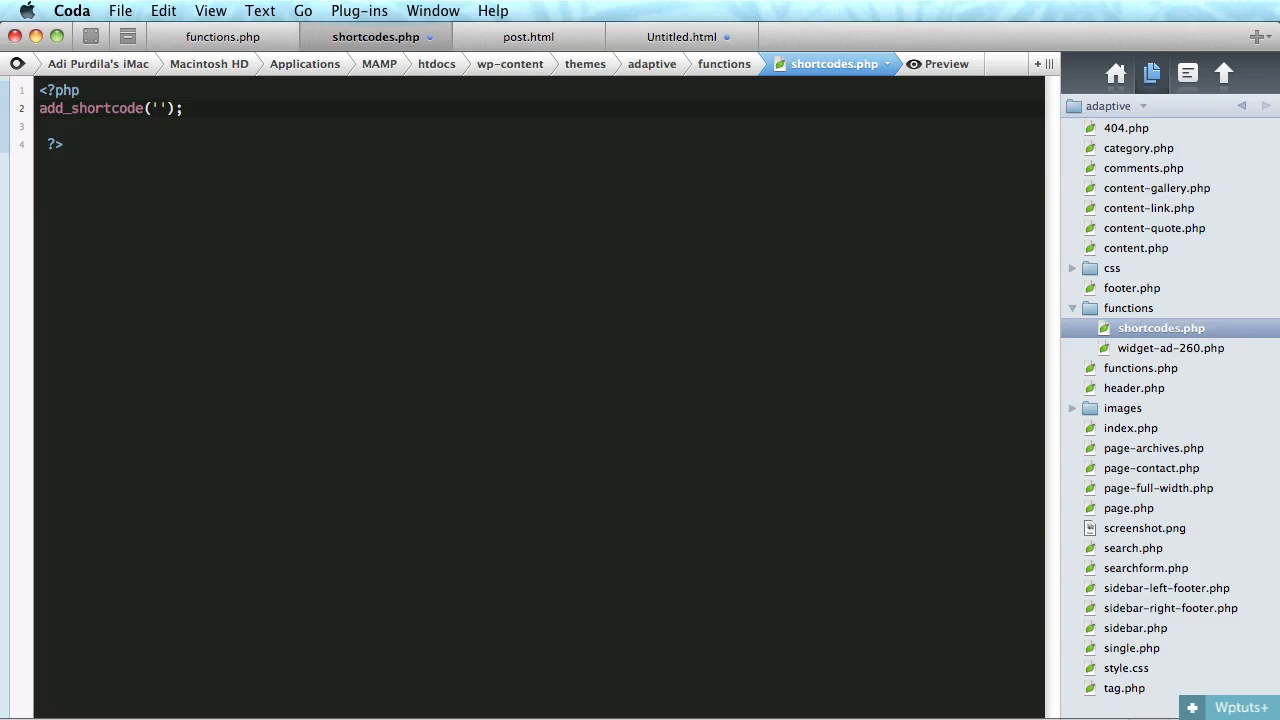 Coda File Edit View Text Go Plug-ins Window Help
functions.php shortcodes.php post.html Untitled.html
Adi Purdila's iMac Macintosh HD Applications MAMP htdocs wp-content themes adaptive functions shortcodes.php Preview
adaptive
1 <?php
2 add_shortcode('');
3
4 ?>
404.php
category.php
comments.php
content-gallery.php
content-link.php
content-quote.php
content.php
css
footer.php
functions
shortcodes.php
widget-ad-260.php
functions.php
header.php
images
index.php
page-archives.php
page-contact.php
page-full-width.php
page.php
screenshot.png
search.php
searchform.php
sidebar-left-footer.php
sidebar-right-footer.php
sidebar.php
single.php
style.css
tag.php
Wptuts+